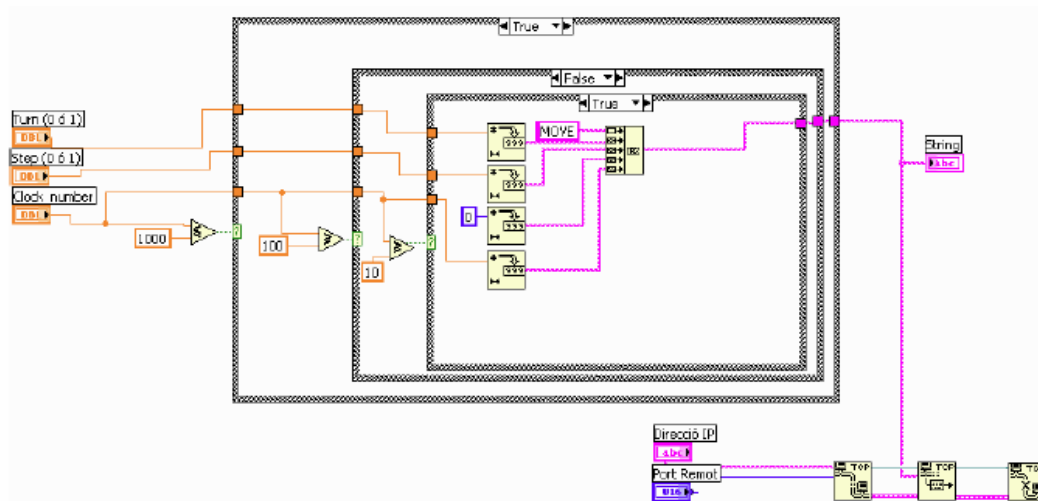 True
False
True
Turn (0 ó 1)
DBL
MOVE
Step (0 ó 1)
DBL
String
abc
Clock number
DBL
0
1000
?
100
?
10
?
Direcció IP
abc
TCP
TCP
TC
Port Remot
U16